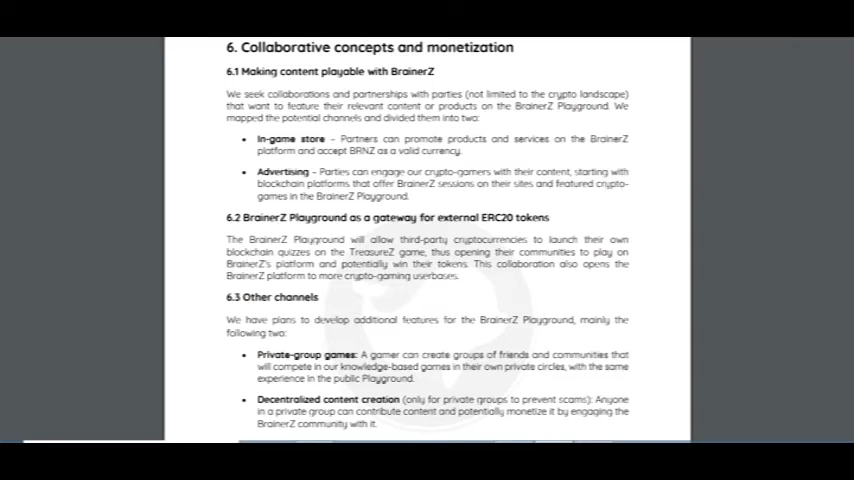 6. Collaborative concepts and monetization
6.1 Making content playable with BrainerZ
We seek collaborations and partnerships with parties (not limited to the crypto landscape)
that want to feature their relevant content or products on the BrainerZ Playground. We
mapped the potential channels and divided them into two:
• In-game store – Partners can promote products and services on the BrainerZ
platform and accept BRNZ as a valid currency.
• Advertising – Parties can engage our crypto-gamers with their content, starting with
blockchain platforms that offer BrainerZ sessions on their sites and featured crypto-
games in the BrainerZ Playground.
6.2 BrainerZ Playground as a gateway for external ERC20 tokens
The BrainerZ Playground will allow third-party cryptocurrencies to launch their own
blockchain quizzes on the TreasureZ game, thus opening their communities to play on
BrainerZ's platform and potentially win their tokens. This collaboration also opens the
BrainerZ platform to more crypto-gaming userbases.
6.3 Other channels
We have plans to develop additional features for the BrainerZ Playground, mainly the
following two:
• Private-group games: A gamer can create groups of friends and communities that
will compete in our knowledge-based games in their own private circles, with the same
experience in the public Playground.
• Decentralized content creation (only for private groups to prevent scams): Anyone
in a private group can contribute content and potentially monetize it by engaging the
BrainerZ community with it.